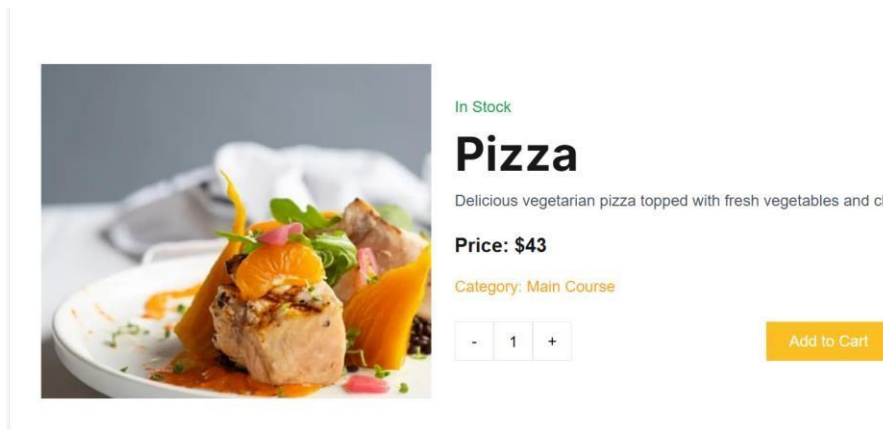 In Stock
Pizza
Delicious vegetarian pizza topped with fresh vegetables and
Price: $43
Category: Main Course
- 1 +
Add to Cart